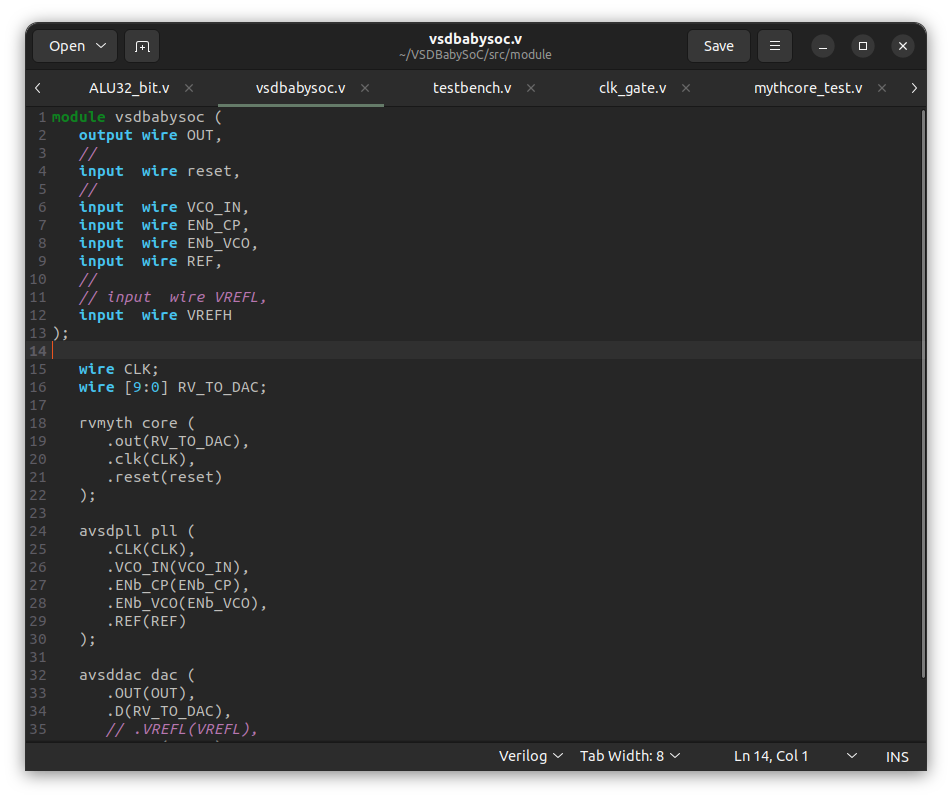 Open
vsdbabysoc.v
~/VSDBabySoC/src/module
Save
ALU32_bit.v
vsdbabysoc.v
testbench.v
clk_gate.v
mythcore_test.v
1 module vsdbabysoc (
2    output wire OUT,
3    //
4    input  wire reset,
5    //
6    input  wire VCO_IN,
7    input  wire ENb_CP,
8    input  wire ENb_VCO,
9    input  wire REF,
10    //
11    // input  wire VREFL,
12    input  wire VREFH
13 );
14
15    wire CLK;
16    wire [9:0] RV_TO_DAC;
17
18    rvmyth core (
19       .out(RV_TO_DAC),
20       .clk(CLK),
21       .reset(reset)
22    );
23
24    avsdpll pll (
25       .CLK(CLK),
26       .VCO_IN(VCO_IN),
27       .ENb_CP(ENb_CP),
28       .ENb_VCO(ENb_VCO),
29       .REF(REF)
30    );
31
32    avsddac dac (
33       .OUT(OUT),
34       .D(RV_TO_DAC),
35       // .VREFL(VREFL),
Verilog
Tab Width: 8
Ln 14, Col 1
INS